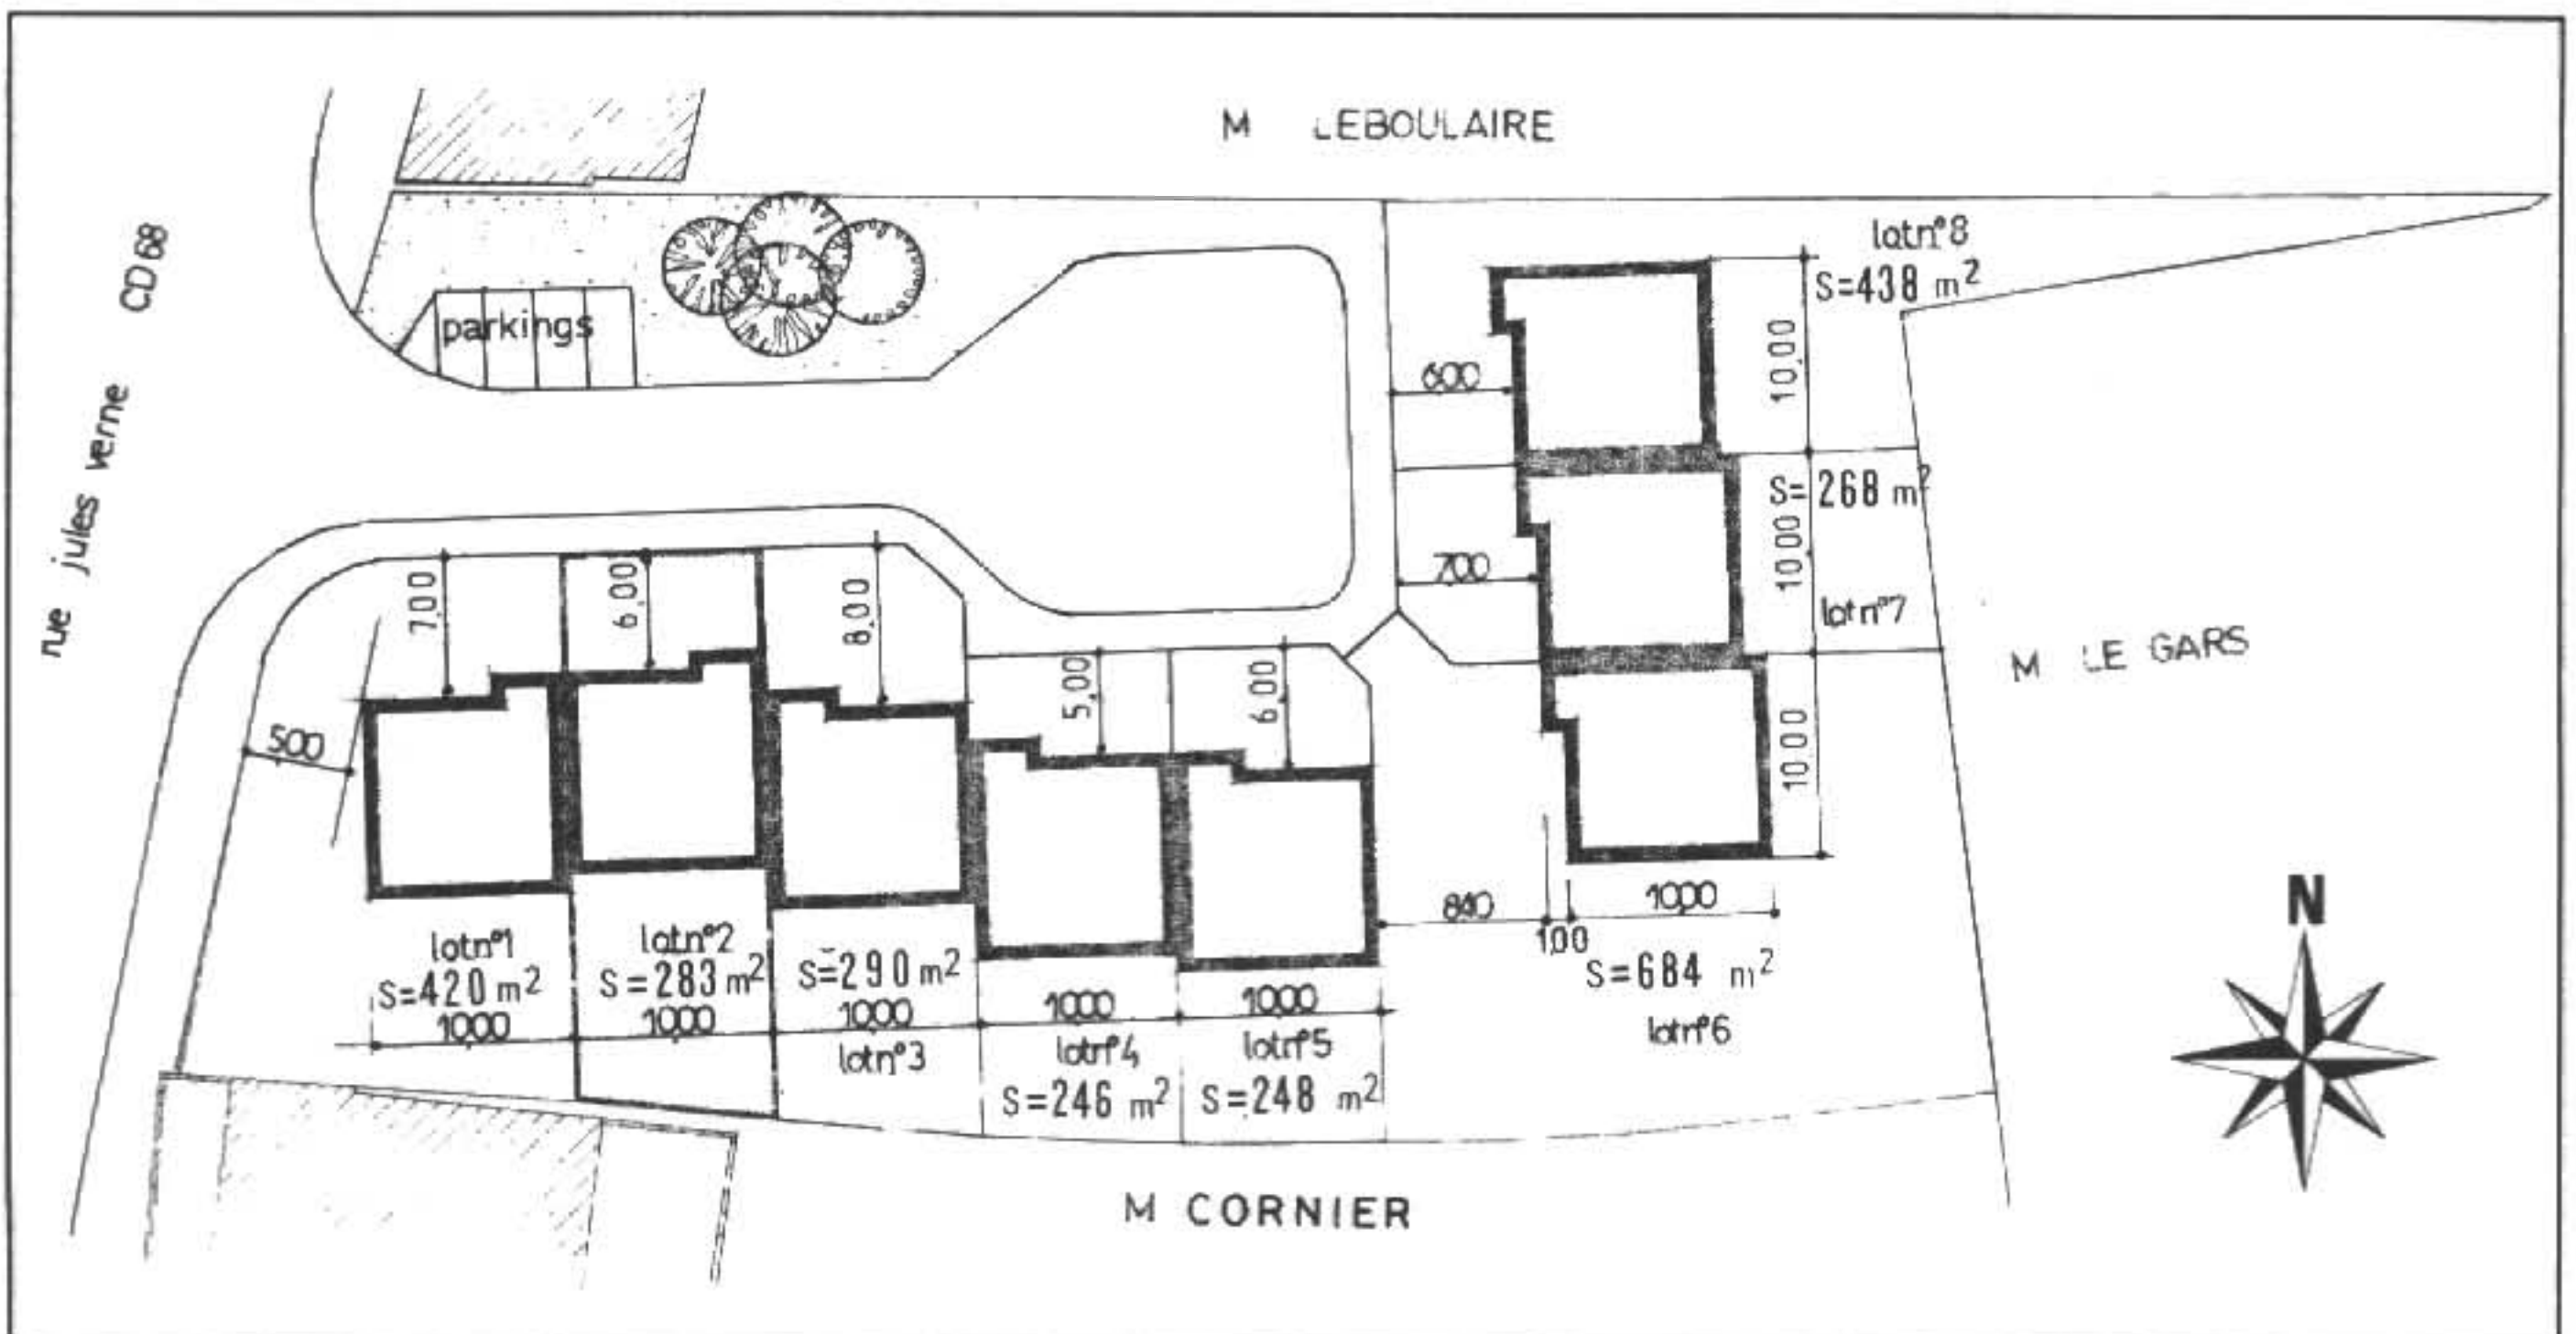 M LEBOULAIRE
rue jules verne CD 68
parkings
lot n°8
S=438 m²
10,00
600
S= 268 m²
10 00
lot n°7
700
7,00
6,00
8,00
5,00
6,00
500
M LE GARS
10 00
840
100
1000
S=684 m²
lot n°6
lot n°1
S=420 m²
1000
lot n°2
S=283 m²
1000
S=290 m²
1000
lot n°3
1000
lot n°4
S=246 m²
1000
lot n°5
S=248 m²
N
M CORNIER